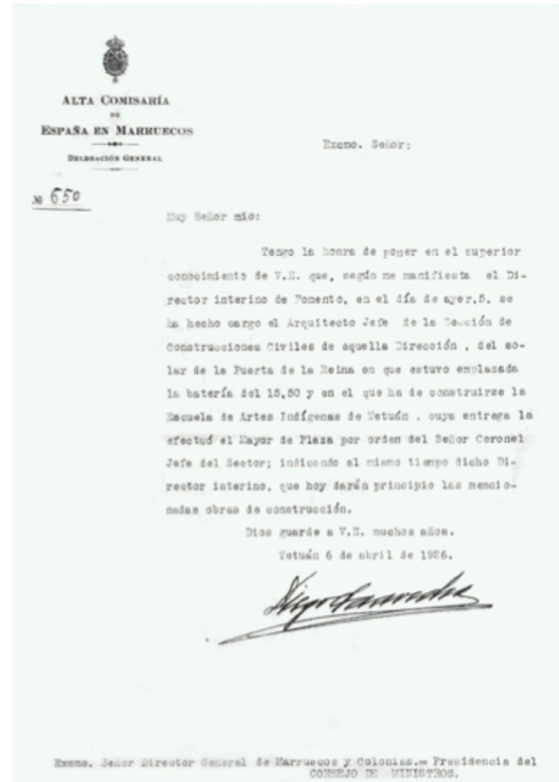 ALTA COMISARÍA
DE
ESPAÑA EN MARRUECOS
DELEGACIÓN GENERAL
№ 650
Excmo. Señor:
Muy Señor mio:
Tengo la honra de poner en el superior
conocimiento de V.E. que, según me manifiesta el Di-
rector interino de Fomento, en el día de ayer,5, se
ha hecho cargo el Arquitecto Jefe de la Sección de
Construcciones Civiles de aquella Dirección , del so-
lar de la Puerta de la Reina en que estuvo emplazada
la batería del 15,50 y en el que ha de construirse la
Escuela de Artes Indígenas de Tetuán , cuya entrega la
efectuó el Mayor de Plaza por orden del Señor Coronel
Jefe del Sector; indicando al mismo tiempo dicho Di-
rector interino, que hoy darán principio las mencio-
nadas obras de construcción.
Dios guarde a V.E. muchos años.
Tetuán 6 de abril de 1926.
Diego Saavedra
Excmo. Señor Director General de Marruecos y Colonias.= Presidencia del
CONSEJO DE MINISTROS.